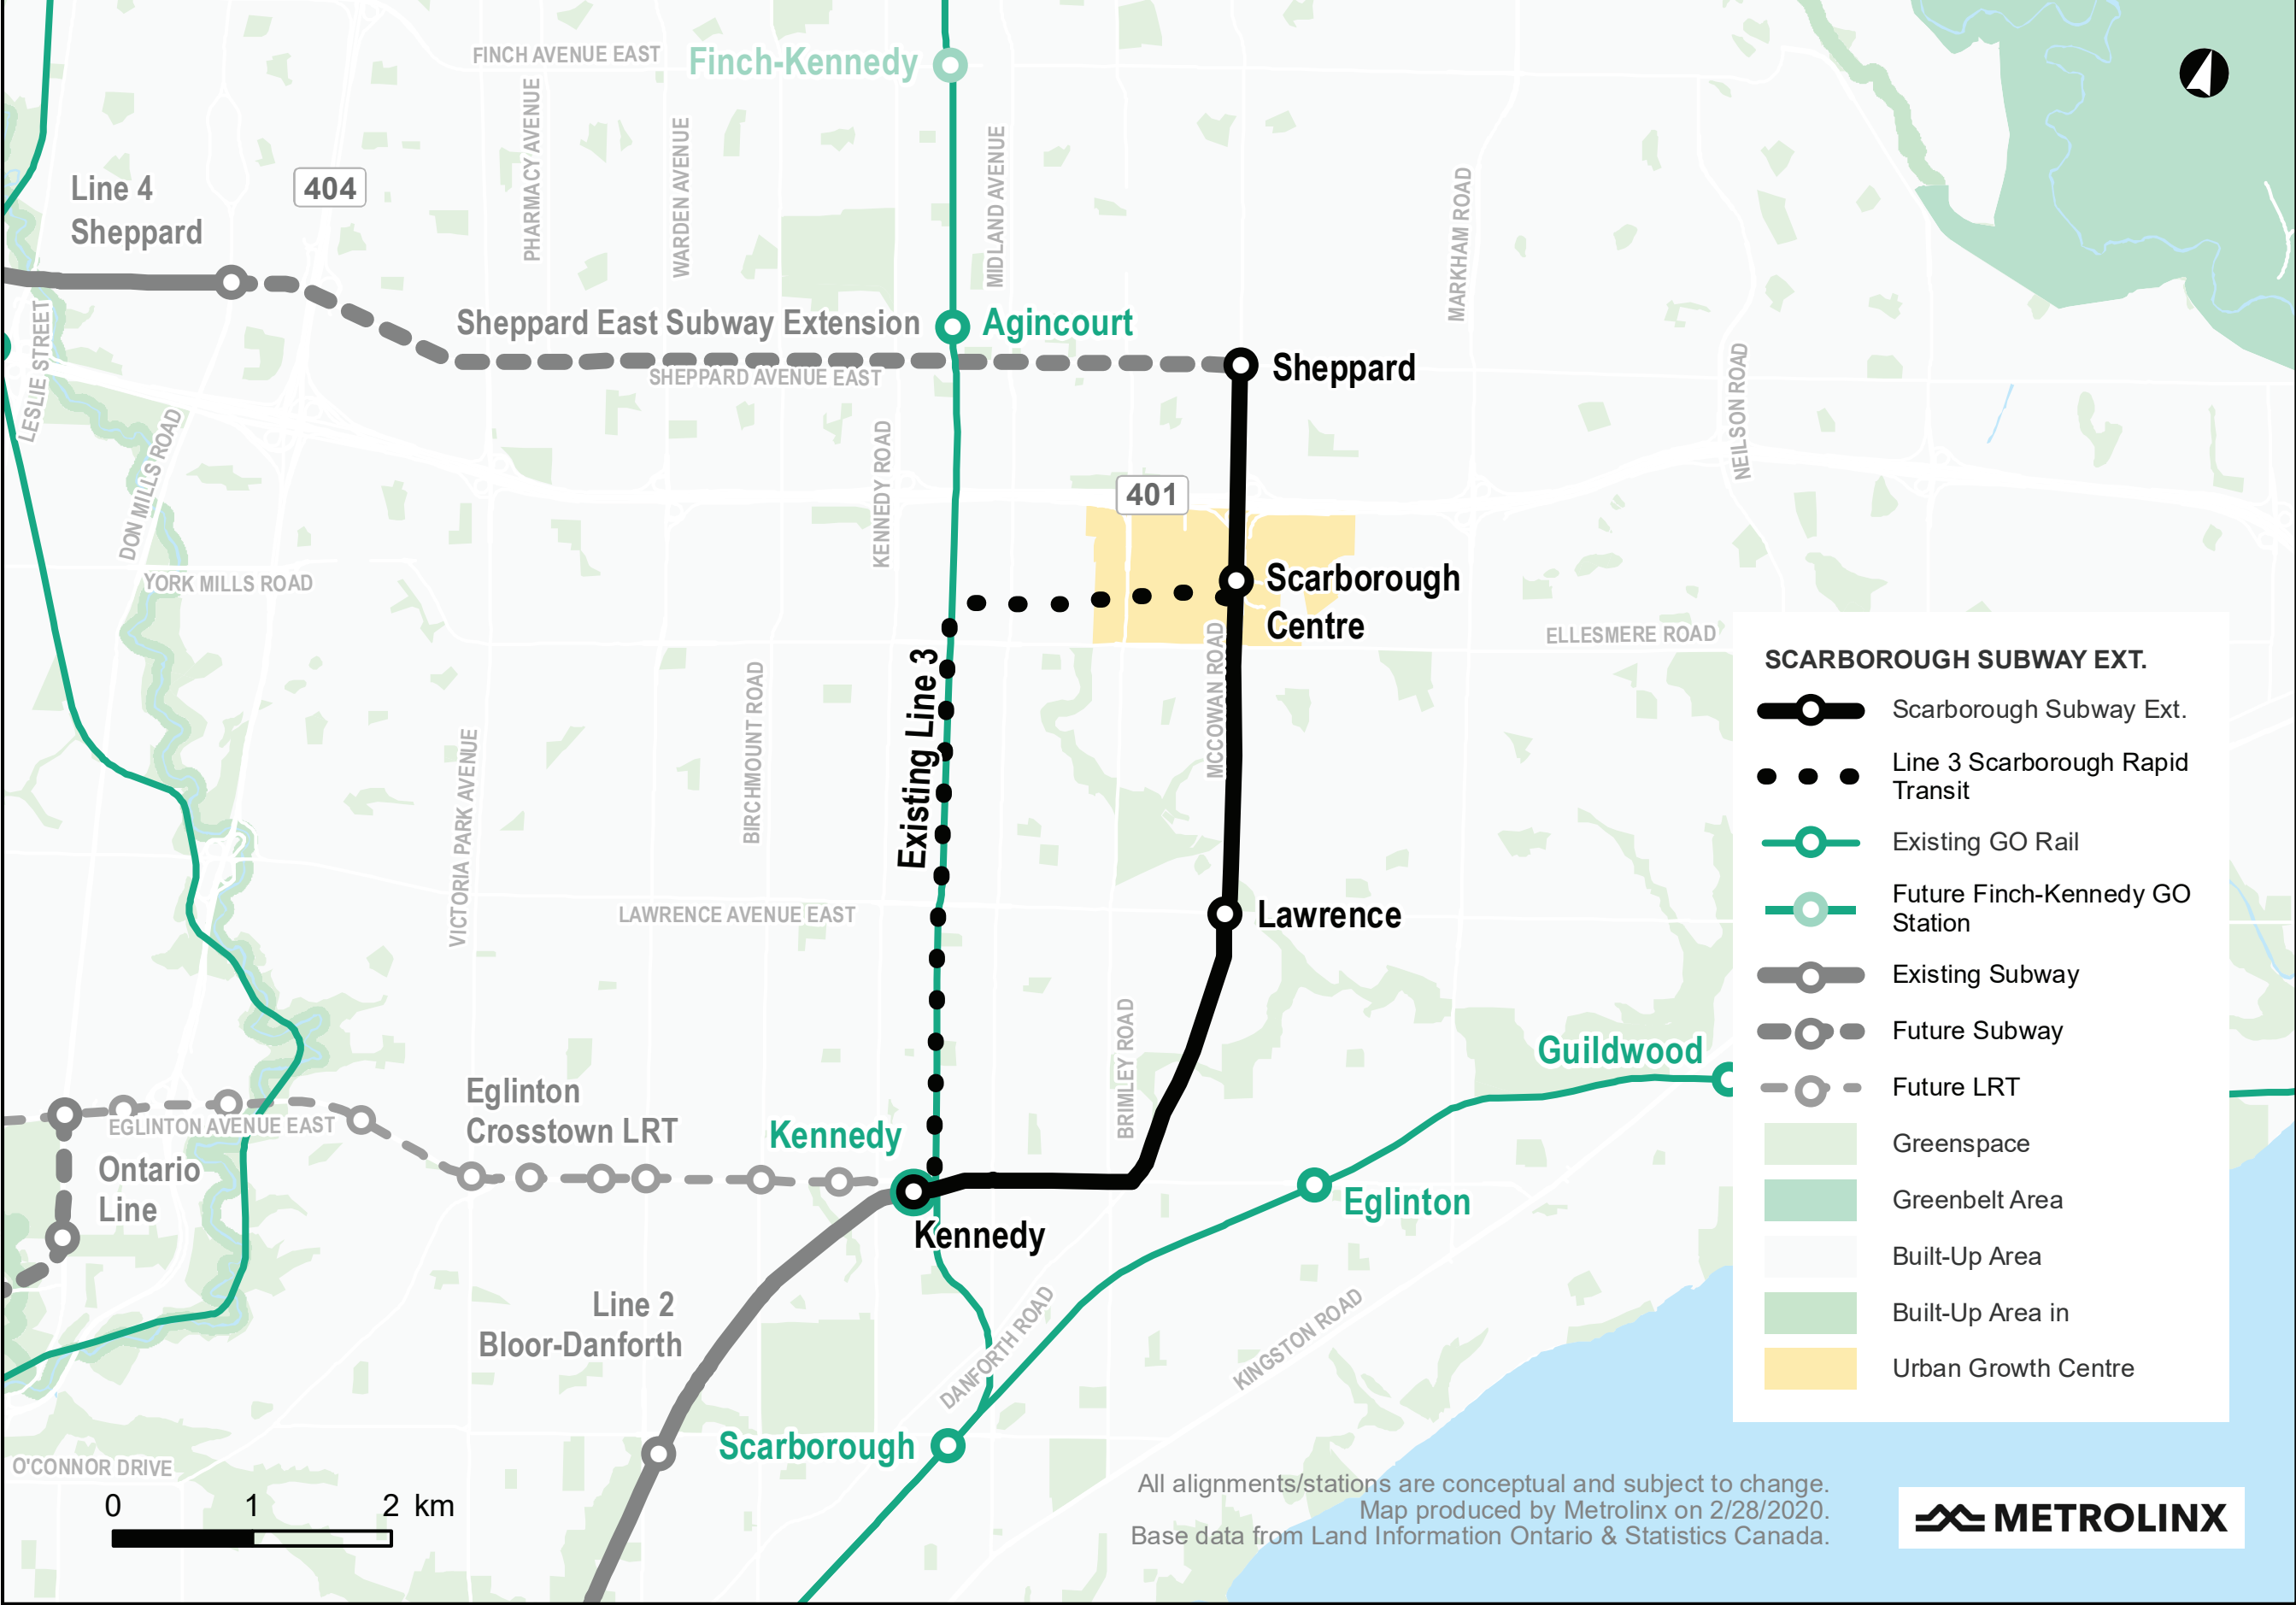 FINCH AVENUE EAST
Finch-Kennedy
PHARMACY AVENUE
WARDEN AVENUE
MIDLAND AVENUE
MARKHAM ROAD
Line 4
Sheppard
404
Sheppard East Subway Extension
Agincourt
SHEPPARD AVENUE EAST
Sheppard
LESLIE STREET
DON MILLS ROAD
KENNEDY ROAD
NEILSON ROAD
401
YORK MILLS ROAD
Scarborough
Centre
ELLESMERE ROAD
Existing Line 3
BIRCHMOUNT ROAD
MCCOWAN ROAD
VICTORIA PARK AVENUE
LAWRENCE AVENUE EAST
Lawrence
BRIMLEY ROAD
Guildwood
Eglinton
Crosstown LRT
EGLINTON AVENUE EAST
Kennedy
Ontario
Line
Eglinton
Kennedy
Line 2
Bloor-Danforth
DANFORTH ROAD
KINGSTON ROAD
Scarborough
O'CONNOR DRIVE
0 1 2 km
SCARBOROUGH SUBWAY EXT.
Scarborough Subway Ext.
Line 3 Scarborough Rapid
Transit
Existing GO Rail
Future Finch-Kennedy GO
Station
Existing Subway
Future Subway
Future LRT
Greenspace
Greenbelt Area
Built-Up Area
Built-Up Area in
Urban Growth Centre
All alignments/stations are conceptual and subject to change.
Map produced by Metrolinx on 2/28/2020.
Base data from Land Information Ontario & Statistics Canada.
METROLINX